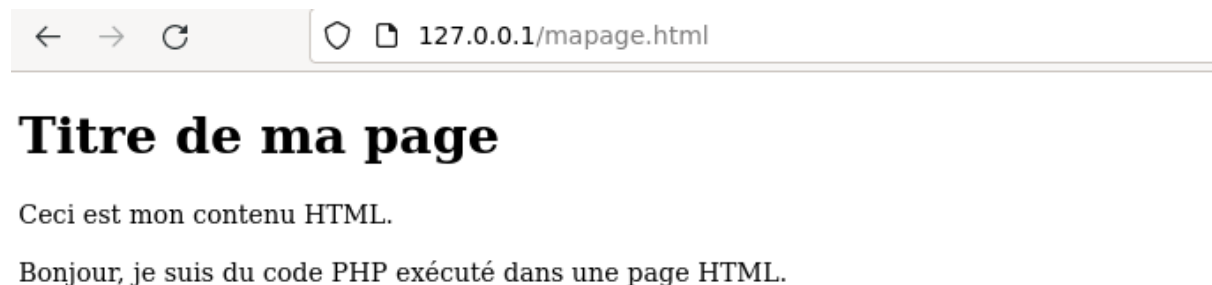 127.0.0.1/mapage.html
Titre de ma page
Ceci est mon contenu HTML.
Bonjour, je suis du code PHP exécuté dans une page HTML.